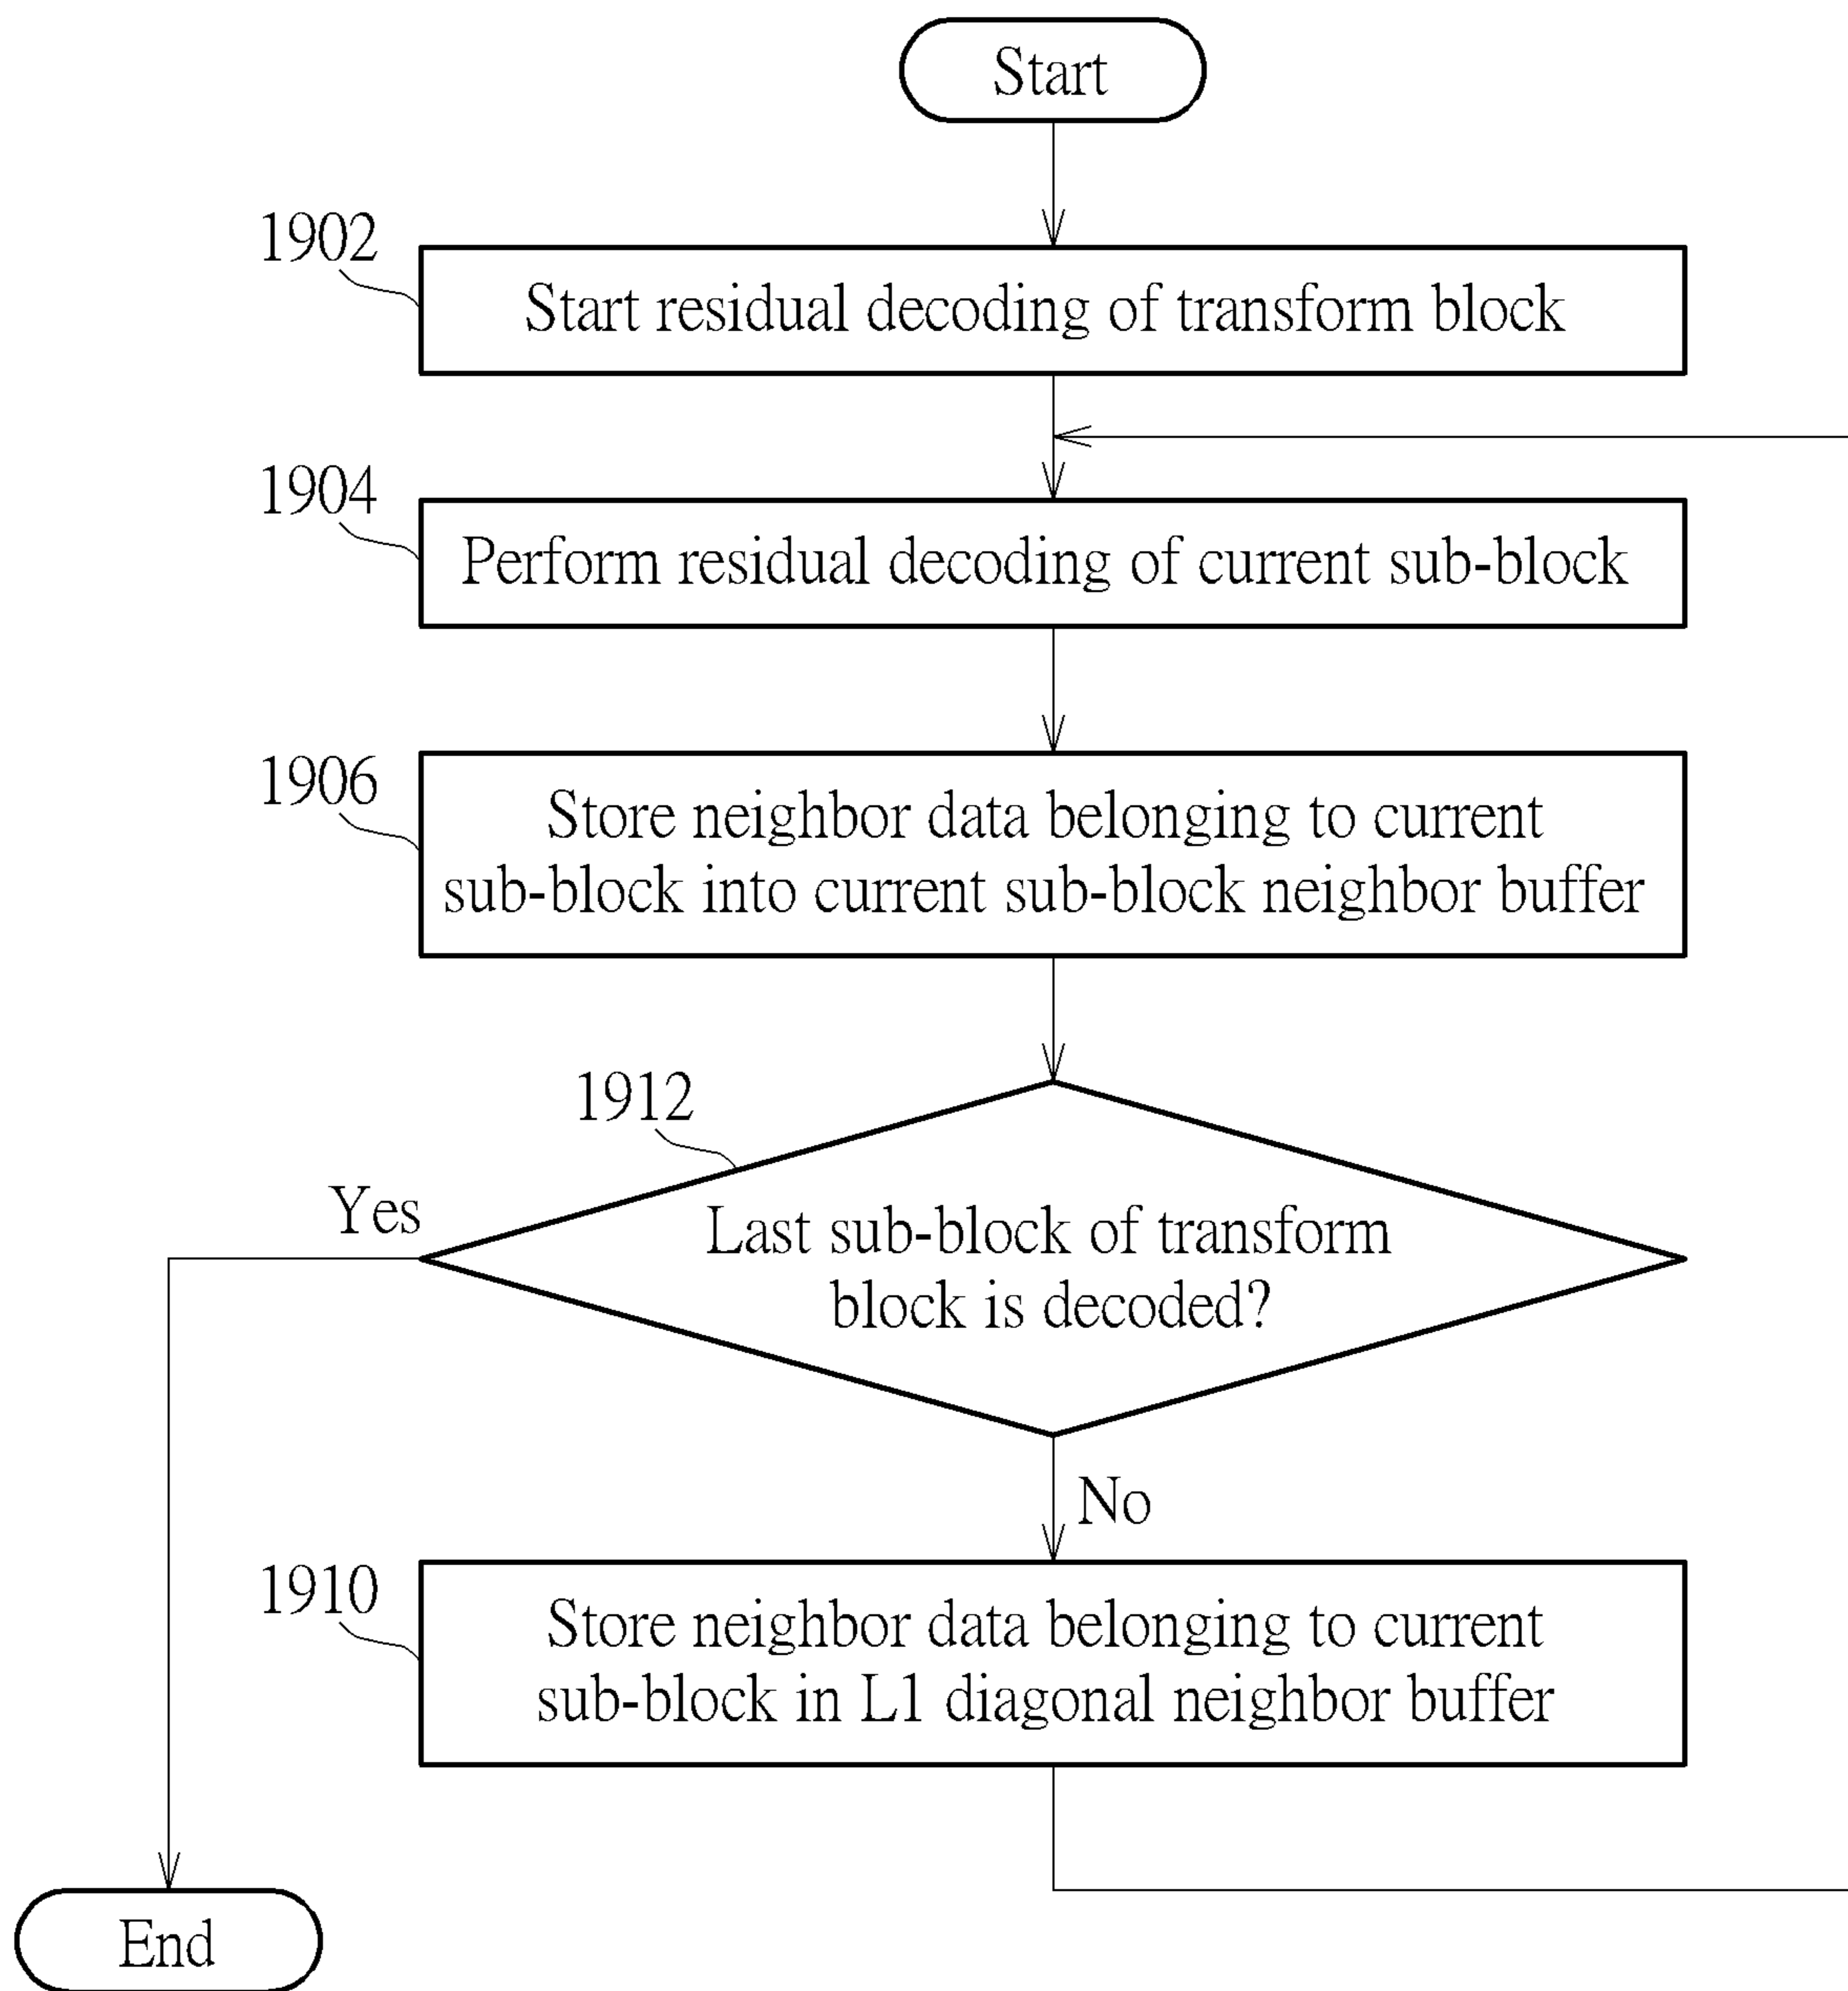 Start
1902
Start residual decoding of transform block
1904
Perform residual decoding of current sub-block
1906
Store neighbor data belonging to current
sub-block into current sub-block neighbor buffer
1912
Yes
Last sub-block of transform
block is decoded?
No
1910
Store neighbor data belonging to current
sub-block in L1 diagonal neighbor buffer
End